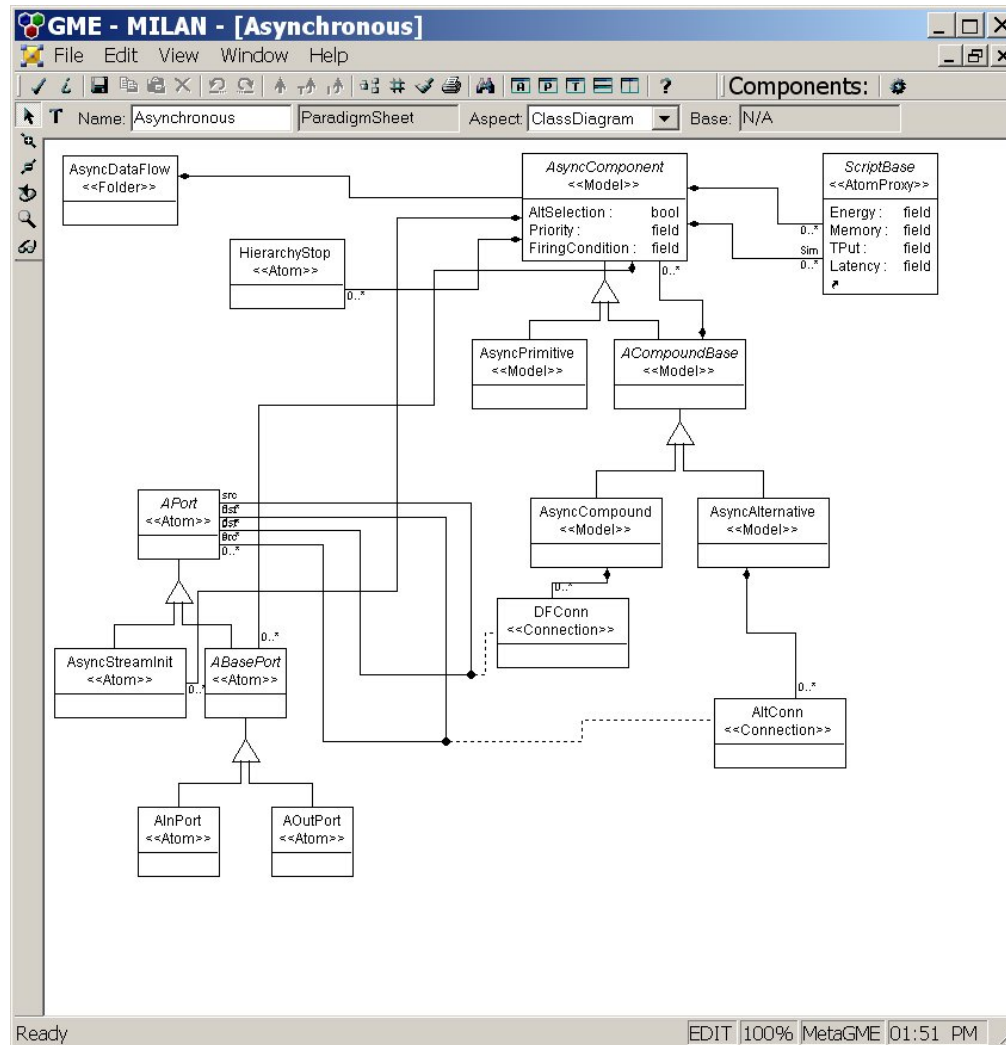 GME - MILAN - [Asynchronous]
File Edit View Window Help
Components:
Name: Asynchronous ParadigmSheet Aspect: ClassDiagram Base: N/A
AsyncDataFlow
<<Folder>>
AsyncComponent
<<Model>>
AltSelection : bool
Priority : field
FiringCondition : field
ScriptBase
<<AtomProxy>>
Energy : field
Memory : field
TPut : field
Latency : field
0..*
Sim
0..*
HierarchyStop
<<Atom>>
0..*
0..*
AsyncPrimitive
<<Model>>
ACompoundBase
<<Model>>
APort
<<Atom>>
src
dst
0..*
AsyncCompound
<<Model>>
AsyncAlternative
<<Model>>
0..*
DFConn
<<Connection>>
0..*
AsyncStreamInit
<<Atom>>
0..*
ABasePort
<<Atom>>
0..*
AltConn
<<Connection>>
AInPort
<<Atom>>
AOutPort
<<Atom>>
Ready EDIT 100% MetaGME 01:51 PM